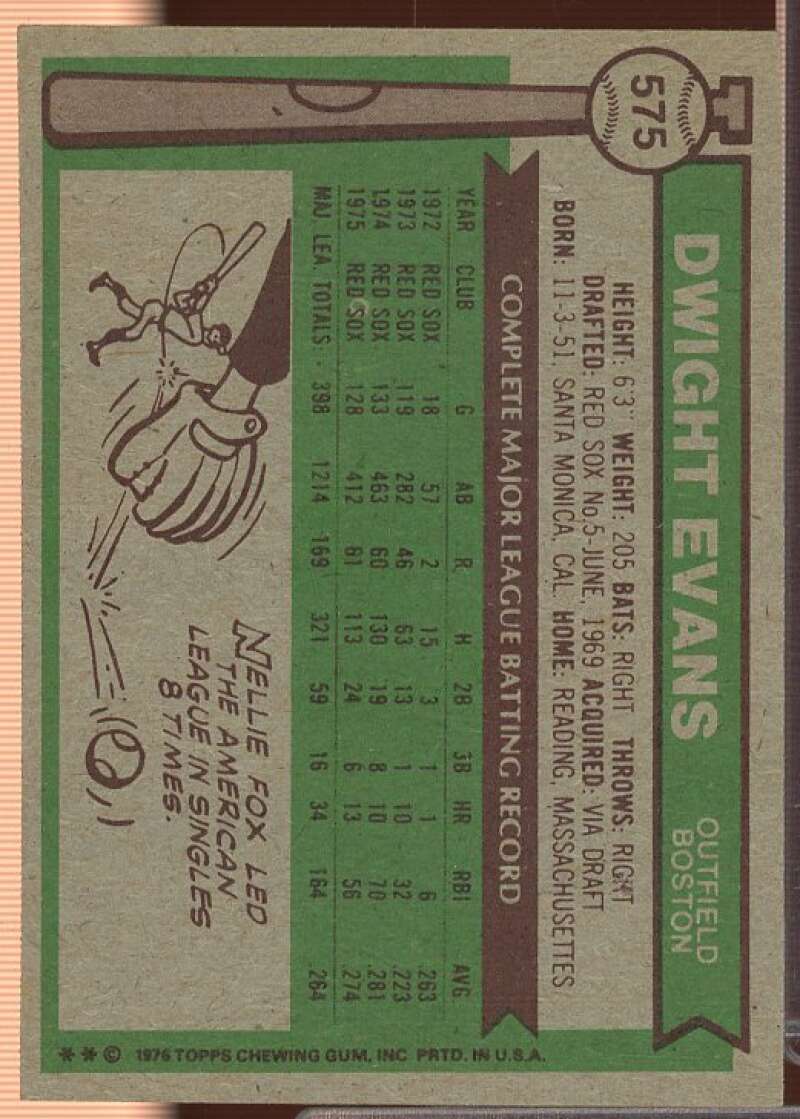 575
DWIGHT EVANS
OUTFIELD
BOSTON
HEIGHT: 6'3" WEIGHT: 205 BATS: RIGHT THROWS: RIGHT
DRAFTED: RED SOX No.5-JUNE, 1969 ACQUIRED: VIA DRAFT
BORN: 11-3-51, SANTA MONICA, CAL. HOME: READING, MASSACHUSETTES
COMPLETE MAJOR LEAGUE BATTING RECORD
YEAR CLUB G AB R H 2B 3B HR RBI AVG
1972 RED SOX 18 57 2 15 3 1 1 6 .263
1973 RED SOX 119 282 46 63 13 1 10 32 .223
1974 RED SOX 133 463 60 130 19 8 10 70 .281
1975 RED SOX 128 412 61 113 24 6 13 56 .274
MAJ. LEA. TOTALS: 398 1214 169 321 59 16 34 164 .264
NELLIE FOX LED
THE AMERICAN
LEAGUE IN SINGLES
8 TIMES.
* * © 1976 TOPPS CHEWING GUM, INC PRTD. IN U.S.A.